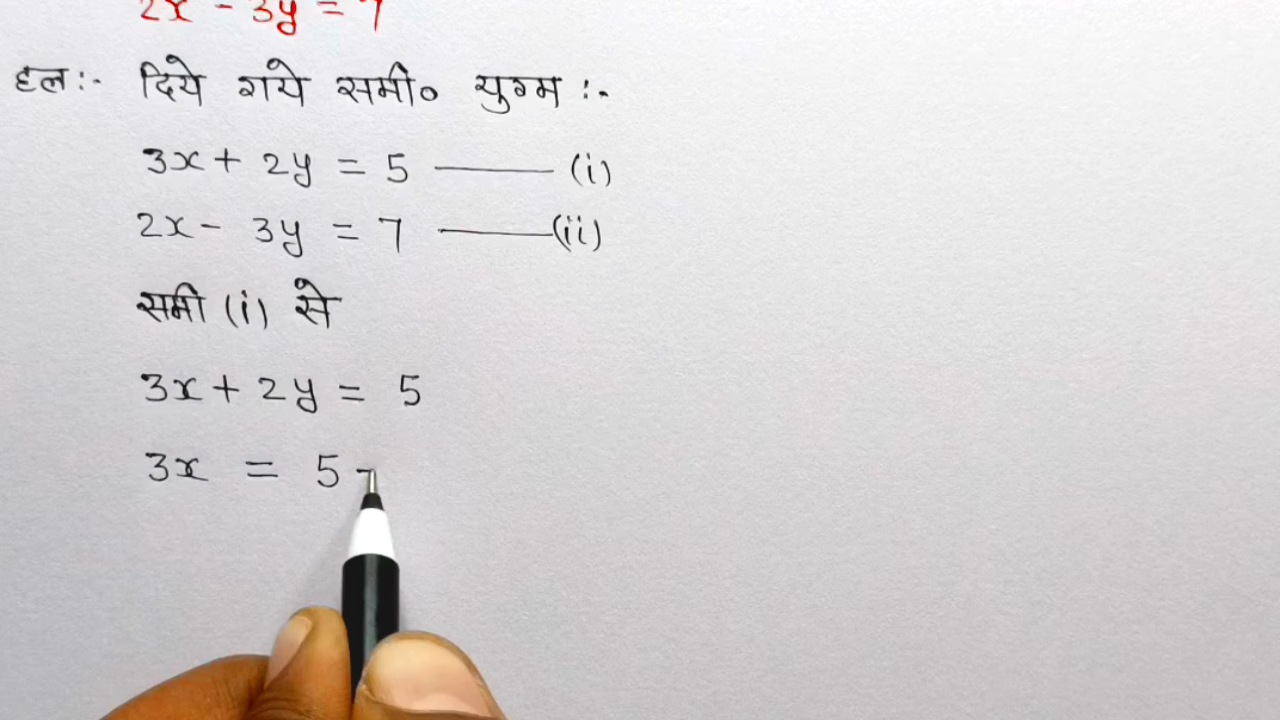 2x - 3y = 7
हल :- दिये गये समी० युग्म :-
3x + 2y = 5 —— (i)
2x - 3y = 7 —— (ii)
समी (i) से
3x + 2y = 5
3x = 5 -